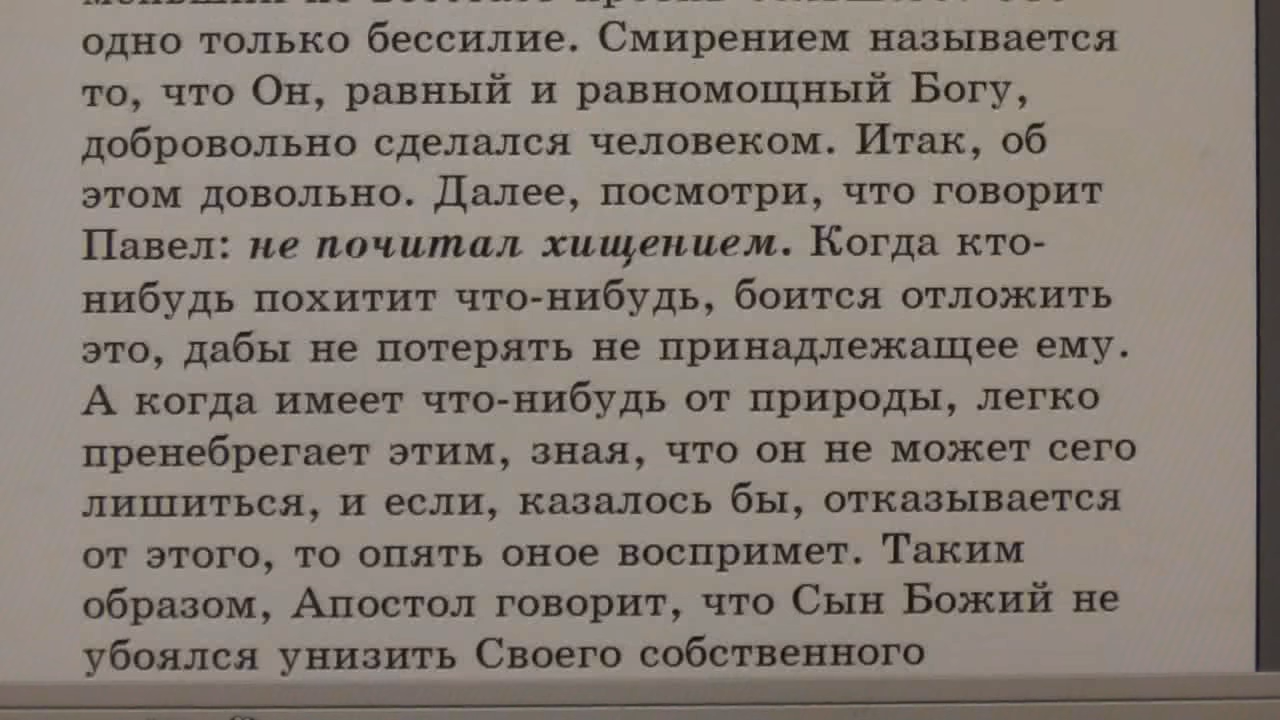 одно только бессилие. Смирением называется
то, что Он, равный и равномощный Богу,
добровольно сделался человеком. Итак, об
этом довольно. Далее, посмотри, что говорит
Павел: не почитал хищением. Когда кто-
нибудь похитит что-нибудь, боится отложить
это, дабы не потерять не принадлежащее ему.
А когда имеет что-нибудь от природы, легко
пренебрегает этим, зная, что он не может сего
лишиться, и если, казалось бы, отказывается
от этого, то опять оное воспримет. Таким
образом, Апостол говорит, что Сын Божий не
убоялся унизить Своего собственного